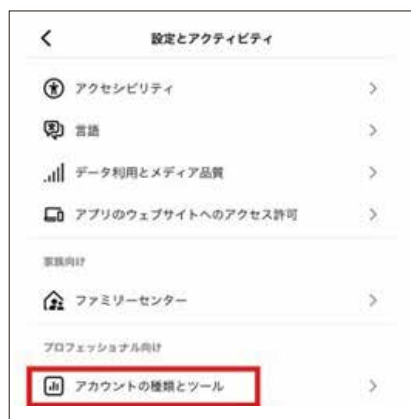 設定とアクティビティ
アクセシビリティ
言語
データ利用とメディア品質
アプリのウェブサイトへのアクセス許可
家族向け
ファミリーセンター
プロフェッショナル向け
アカウントの種類とツール